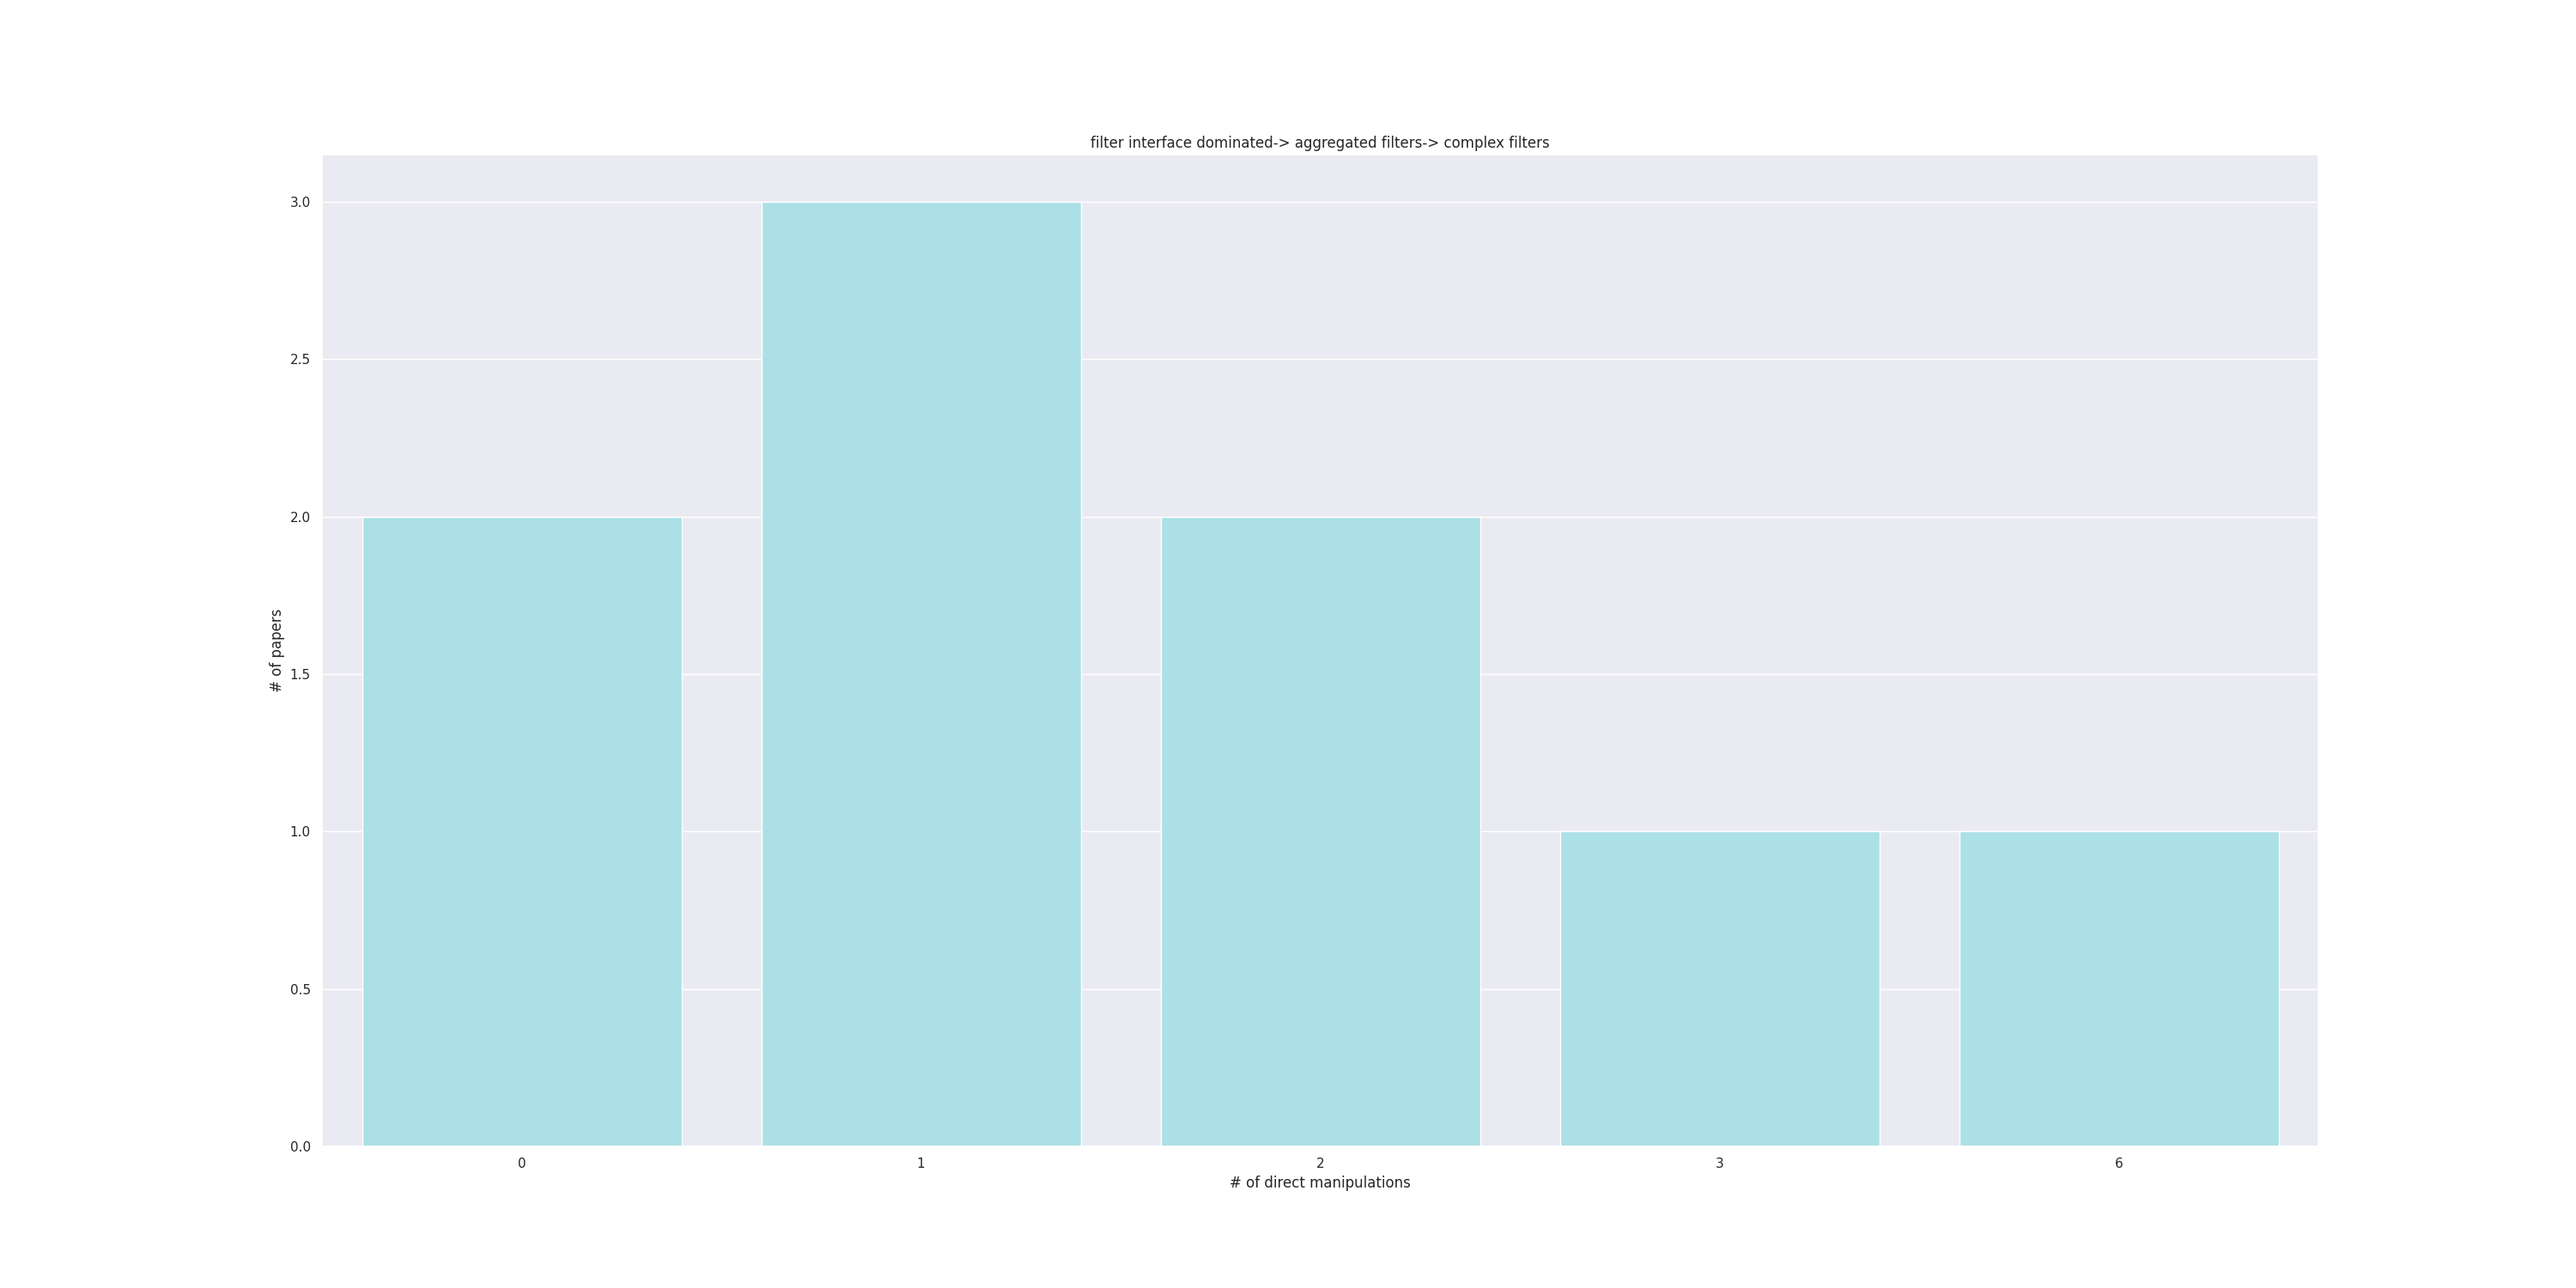 filter interface dominated-> aggregated filters-> complex filters
3.0
2.5
2.0
1.5
1.0
0.5
0.0
# of papers
0 1 2 3 6
# of direct manipulations